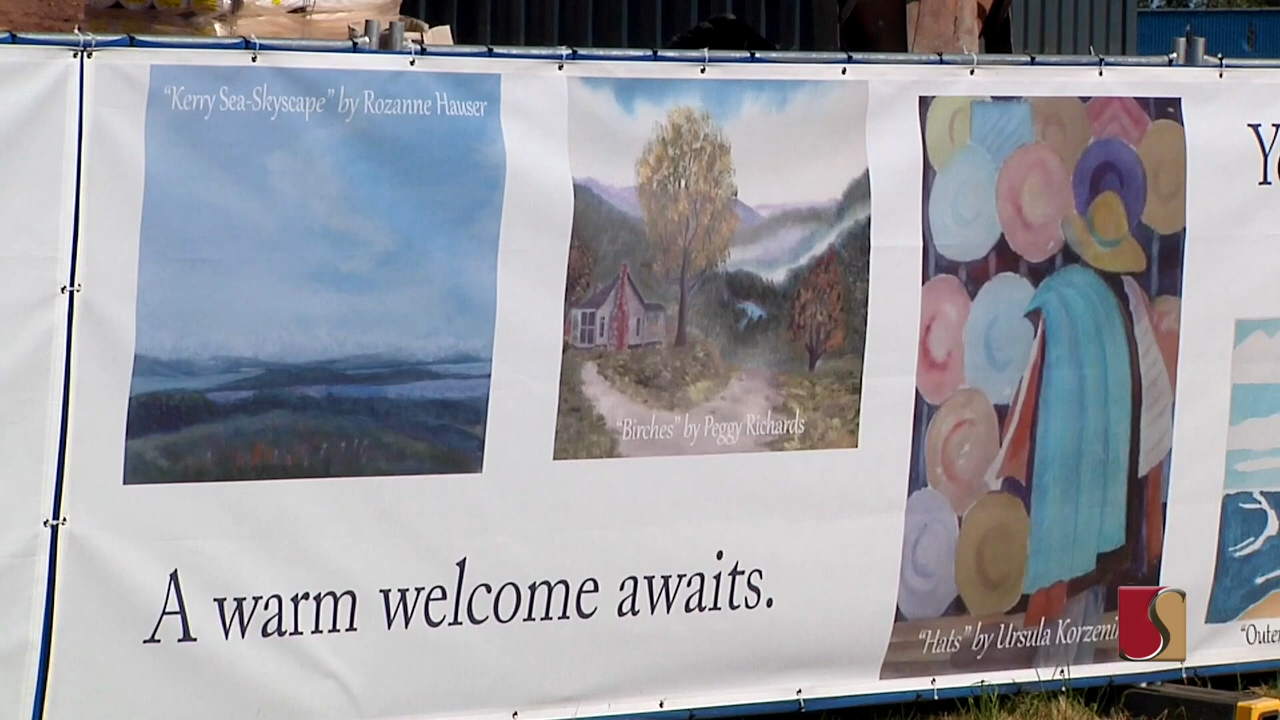 "Kerry Sea-Skyscape" by Rozanne Hauser
"Birches" by Peggy Richards
"Hats" by Ursula
A warm welcome awaits.